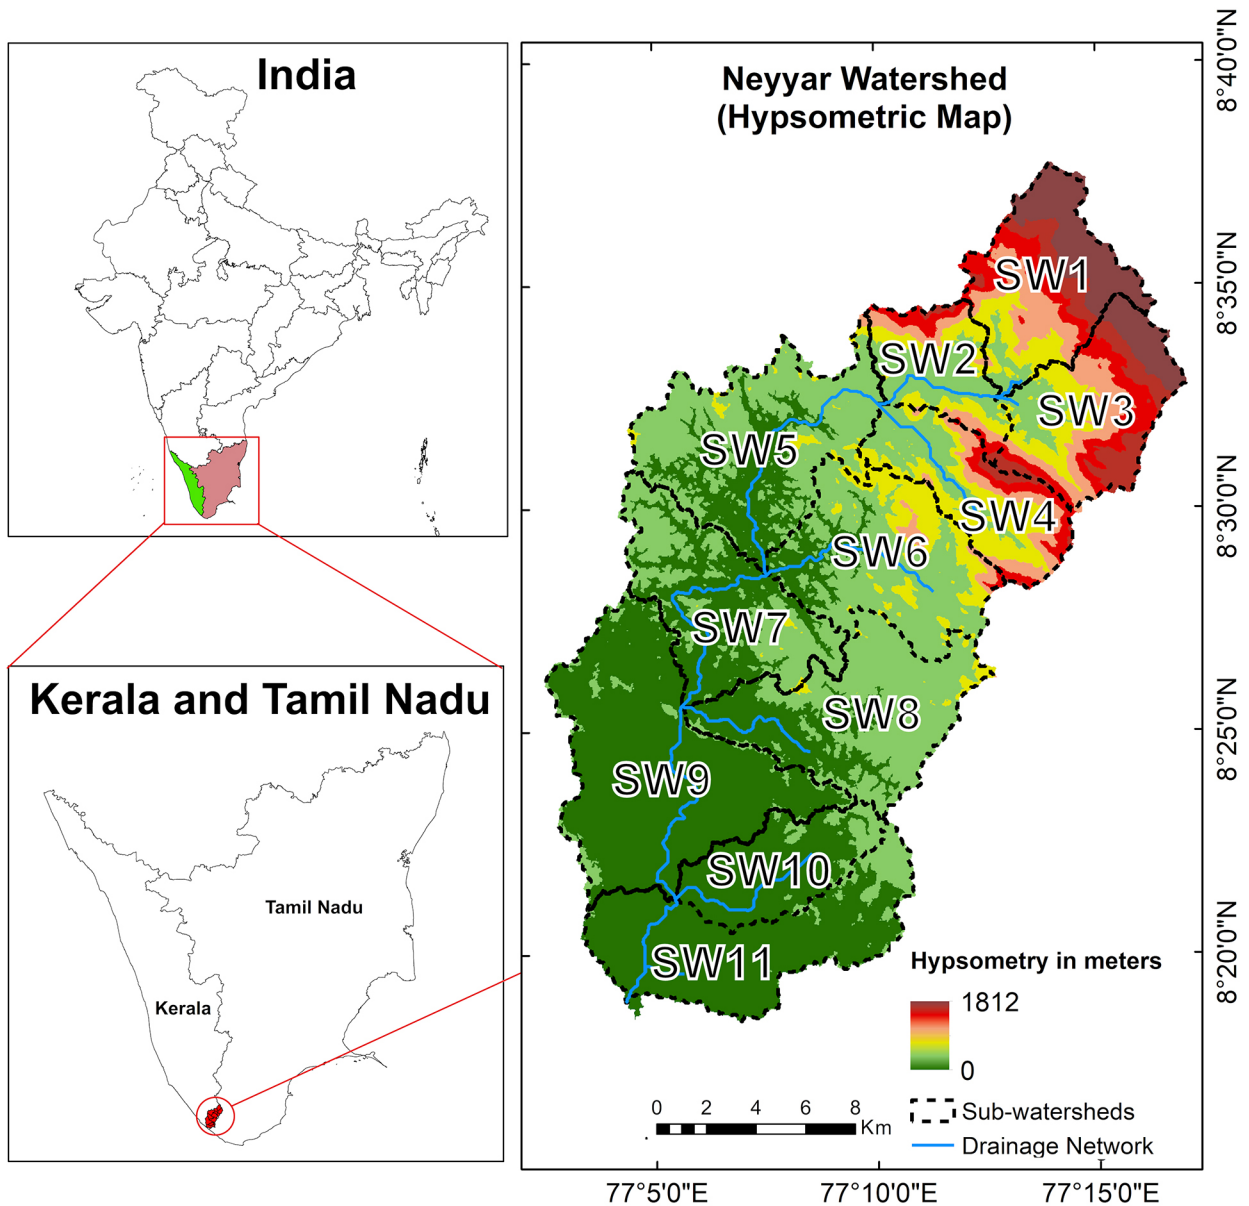 India
Kerala and Tamil Nadu
Tamil Nadu
Kerala
Neyyar Watershed
(Hypsometric Map)
SW1
SW2
SW3
SW5
SW4
SW6
SW7
SW8
SW9
SW10
SW11
Hypsometry in meters
1812
0
Sub-watersheds
Drainage Network
0 2 4 6 8
Km
8°40'0"N
8°35'0"N
8°30'0"N
8°25'0"N
8°20'0"N
77°5'0"E 77°10'0"E 77°15'0"E